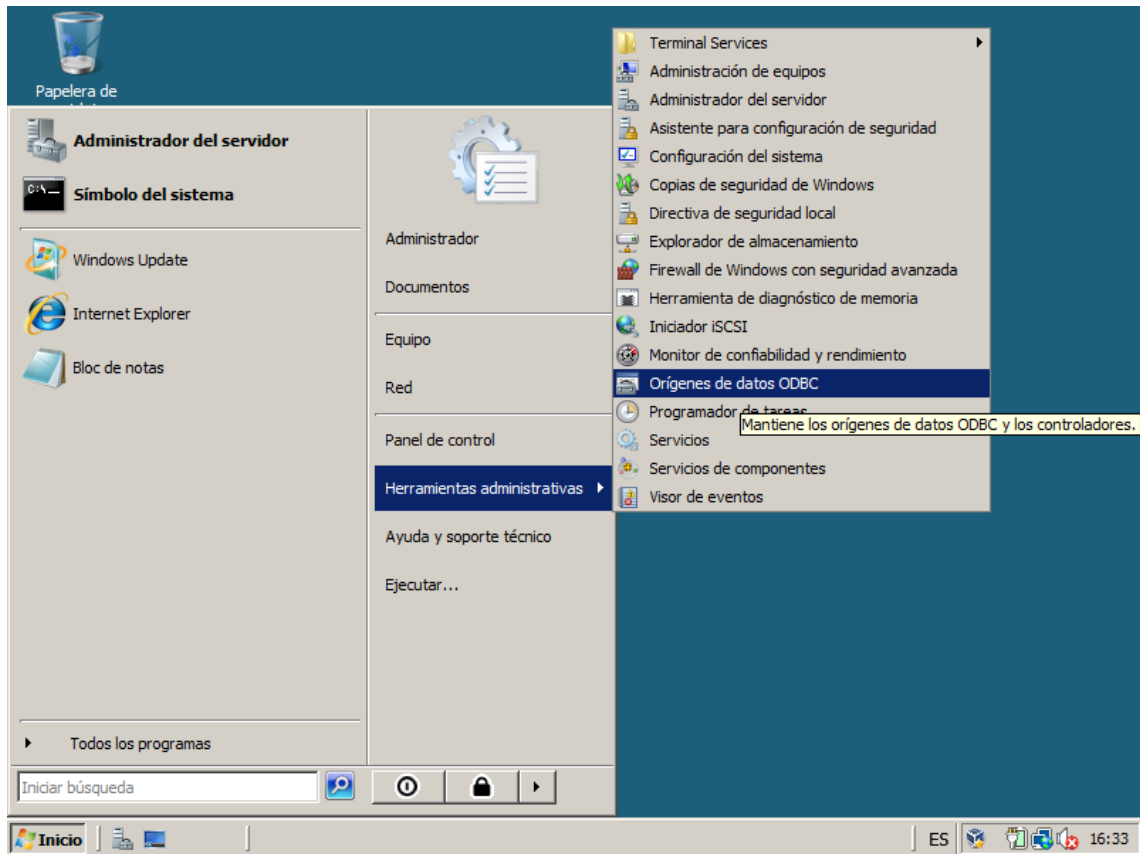 Papelera de
Administrador del servidor
C:\
Símbolo del sistema
Windows Update
Internet Explorer
Bloc de notas
Todos los programas
Iniciar búsqueda
Administrador
Documentos
Equipo
Red
Panel de control
Herramientas administrativas
Ayuda y soporte técnico
Ejecutar...
Terminal Services
Administración de equipos
Administrador del servidor
Asistente para configuración de seguridad
Configuración del sistema
Copias de seguridad de Windows
Directiva de seguridad local
Explorador de almacenamiento
Firewall de Windows con seguridad avanzada
Herramienta de diagnóstico de memoria
Iniciador iSCSI
Monitor de confiabilidad y rendimiento
Orígenes de datos ODBC
Programador de tareas
Mantiene los orígenes de datos ODBC y los controladores.
Servicios
Servicios de componentes
Visor de eventos
Inicio
ES
16:33